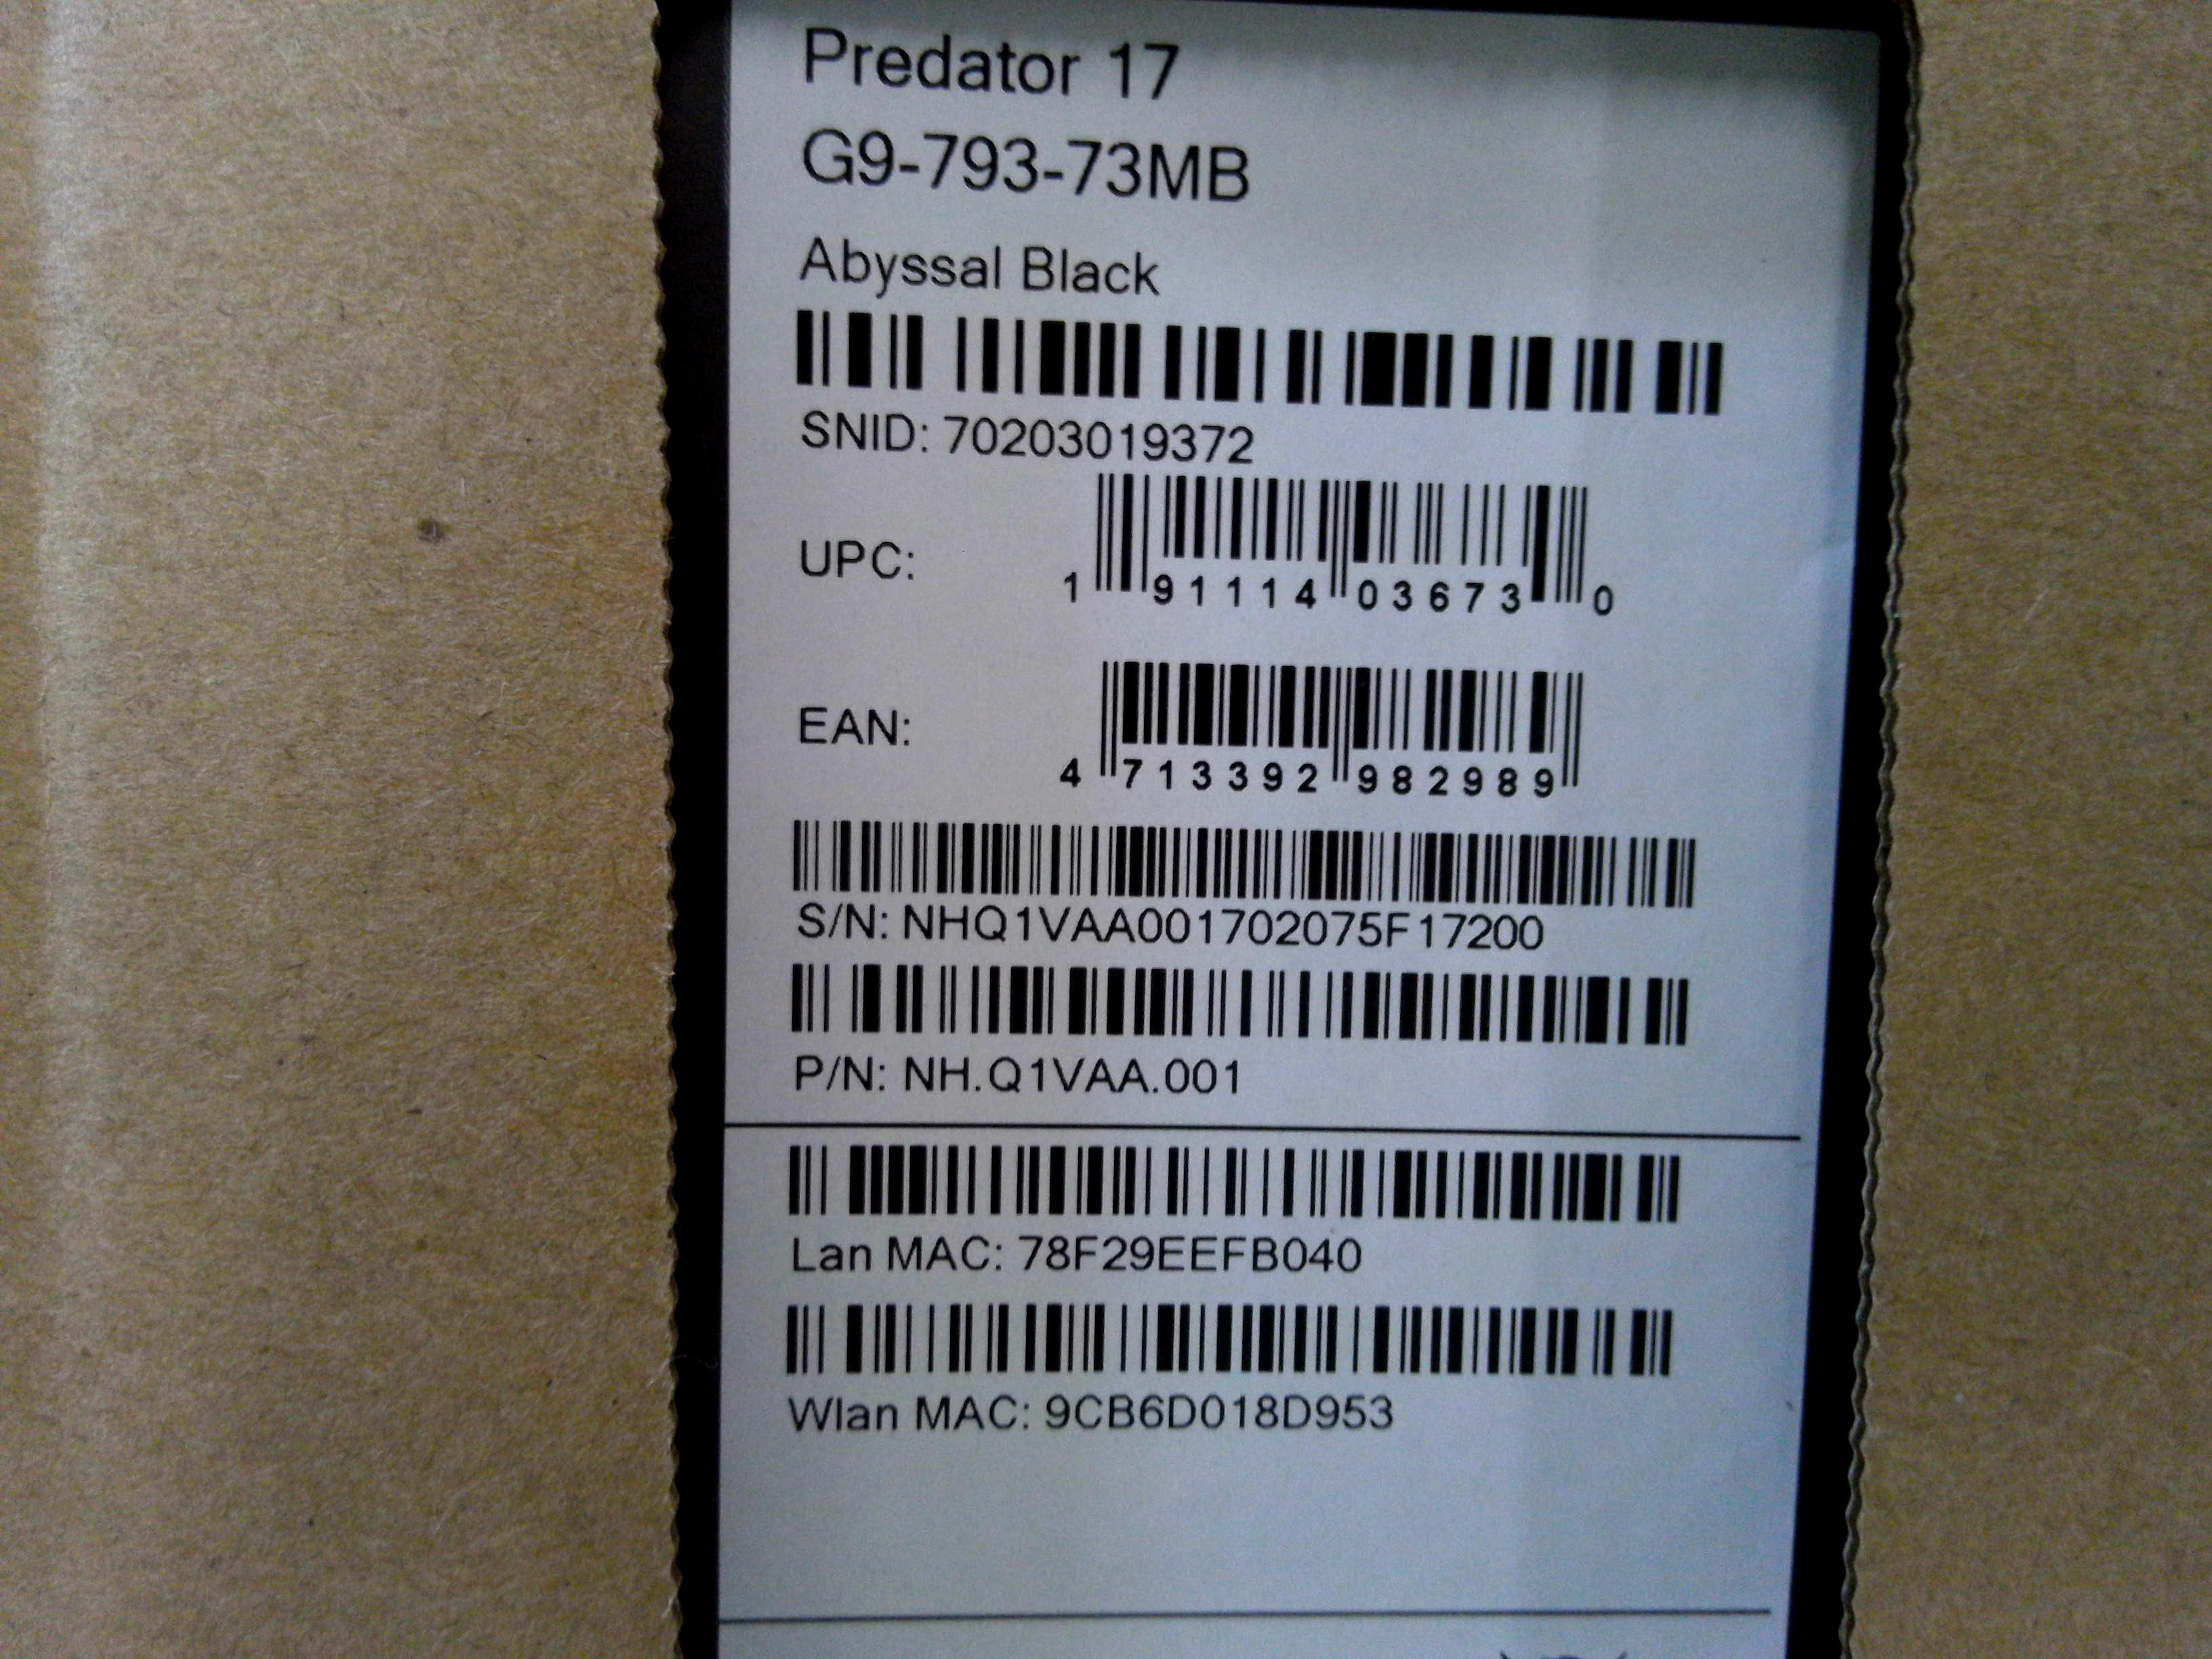 Predator 17
G9-793-73MB
Abyssal Black
SNID: 70203019372
UPC: 1 91114 03673 0
EAN: 4 713392 982989
S/N: NHQ1VAA001702075F17200
P/N: NH.Q1VAA.001
Lan MAC: 78F29EEFB040
Wlan MAC: 9CB6D018D953